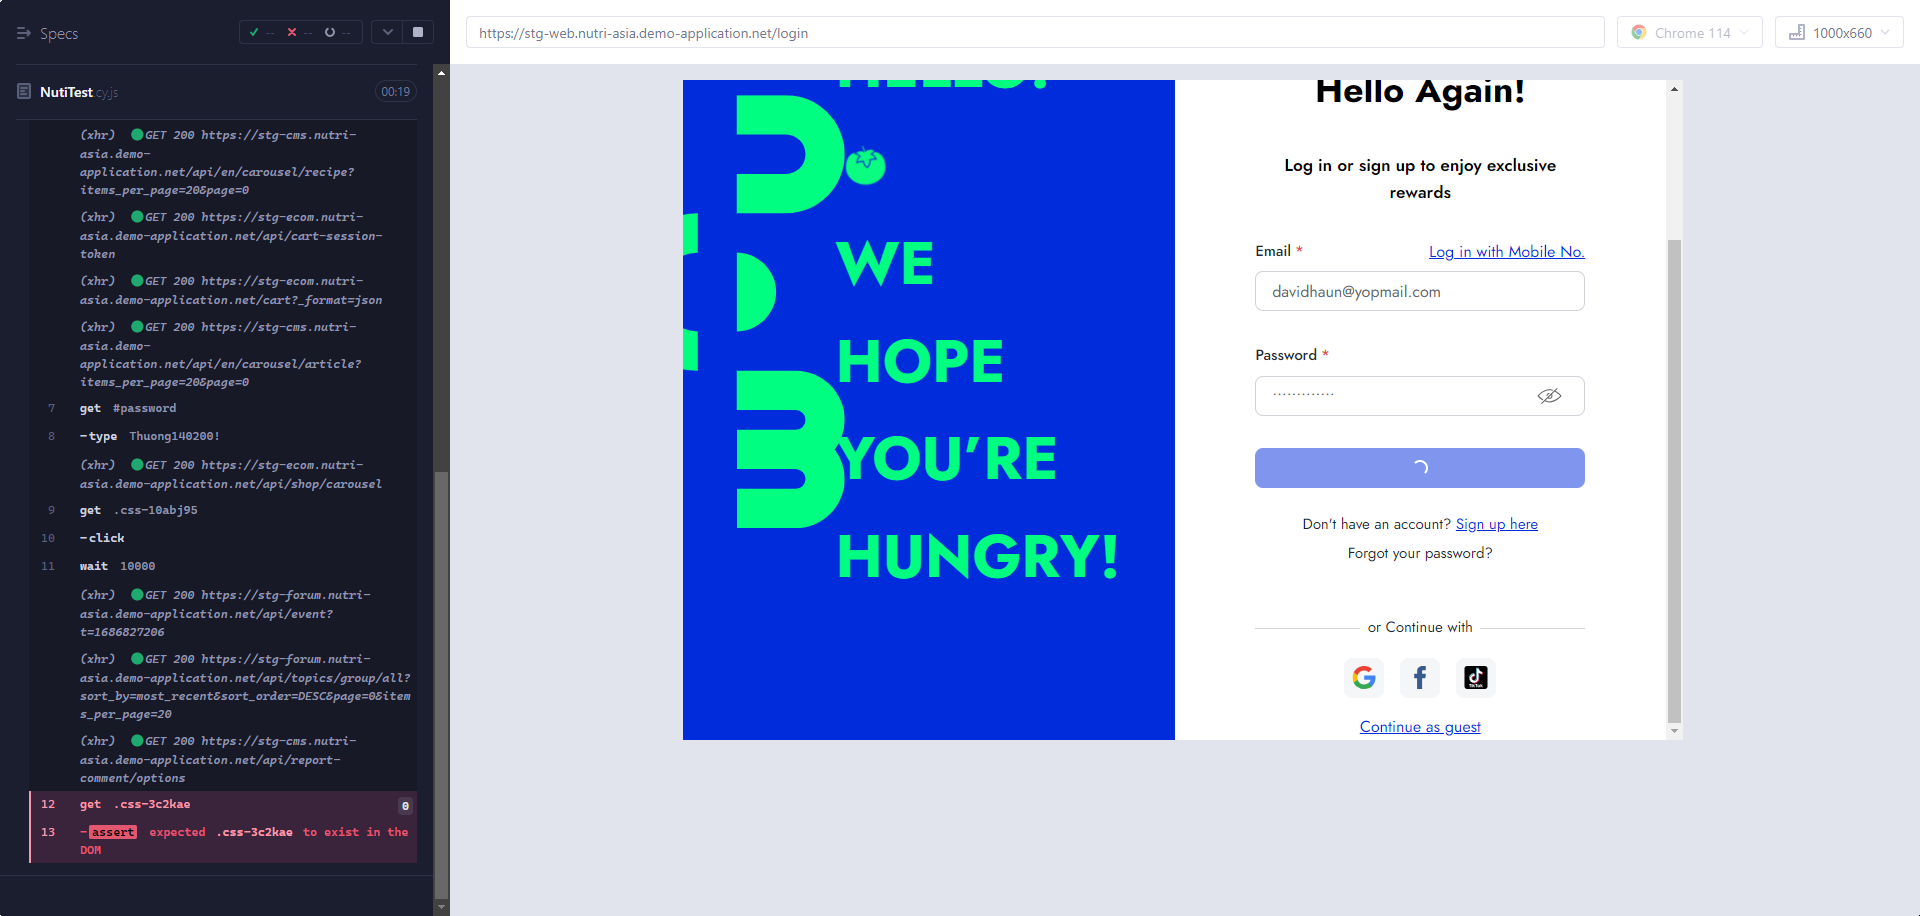 Specs
-- -- --
https://stg-web.nutri-asia.demo-application.net/login
Chrome 114
1000x660
NutiTest.cy.js
00:19
(xhr) GET 200 https://stg-cms.nutri-
asia.demo-
application.net/api/en/carousel/recipe?
items_per_page=20&page=0
(xhr) GET 200 https://stg-ecom.nutri-
asia.demo-application.net/api/cart-session-
token
(xhr) GET 200 https://stg-ecom.nutri-
asia.demo-application.net/cart?_format=json
(xhr) GET 200 https://stg-cms.nutri-
asia.demo-
application.net/api/en/carousel/article?
items_per_page=20&page=0
7 get #password
8 -type Thuong140200!
(xhr) GET 200 https://stg-ecom.nutri-
asia.demo-application.net/api/shop/carousel
9 get .css-10abj95
10 -click
11 wait 10000
(xhr) GET 200 https://stg-forum.nutri-
asia.demo-application.net/api/event?
t=1686827206
(xhr) GET 200 https://stg-forum.nutri-
asia.demo-application.net/api/topics/group/all?
sort_by=most_recent&sort_order=DESC&page=0&item
s_per_page=20
(xhr) GET 200 https://stg-cms.nutri-
asia.demo-application.net/api/report-
comment/options
12 get .css-3c2kae 0
13 -assert expected .css-3c2kae to exist in the
DOM
HELLO!
WE
HOPE
YOU’RE
HUNGRY!
Hello Again!
Log in or sign up to enjoy exclusive
rewards
Email *
Log in with Mobile No.
davidhaun@yopmail.com
Password *
·············
Don't have an account? Sign up here
Forgot your password?
or Continue with
TikTok
Continue as guest